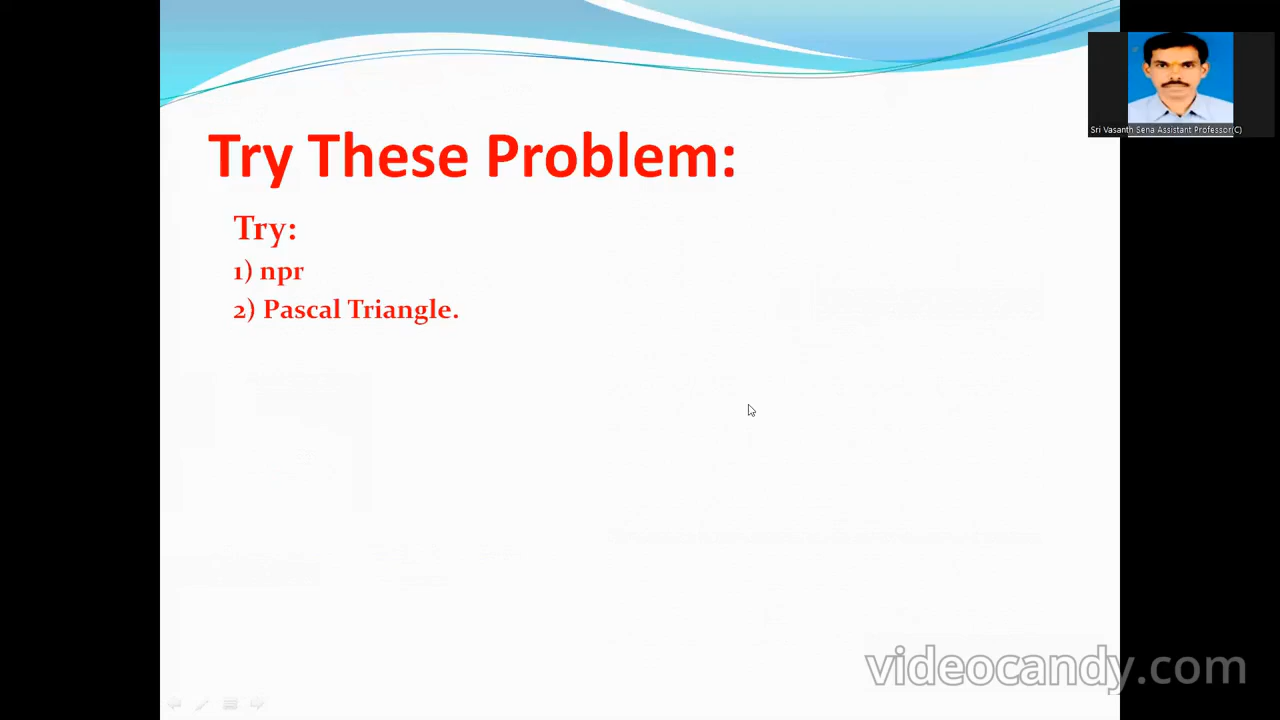 Try These Problem:
Try:
1) npr
2) Pascal Triangle.
Sri Vasanth Sena Assistant Professor(C)
videocandy.com